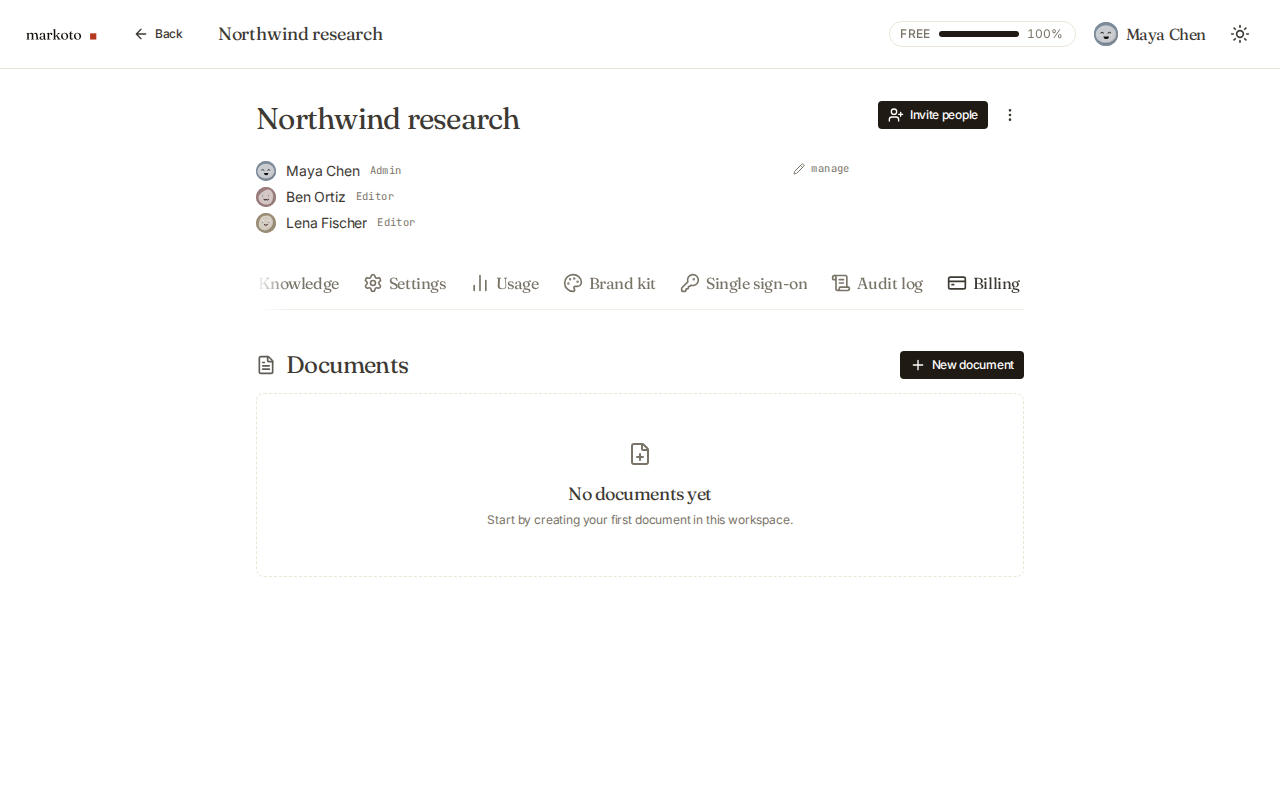 markoto
Back
Northwind research
FREE 100%
Maya Chen
Northwind research
Invite people
Maya Chen Admin
manage
Ben Ortiz Editor
Lena Fischer Editor
Knowledge Settings Usage Brand kit Single sign-on Audit log Billing
Documents
New document
No documents yet
Start by creating your first document in this workspace.